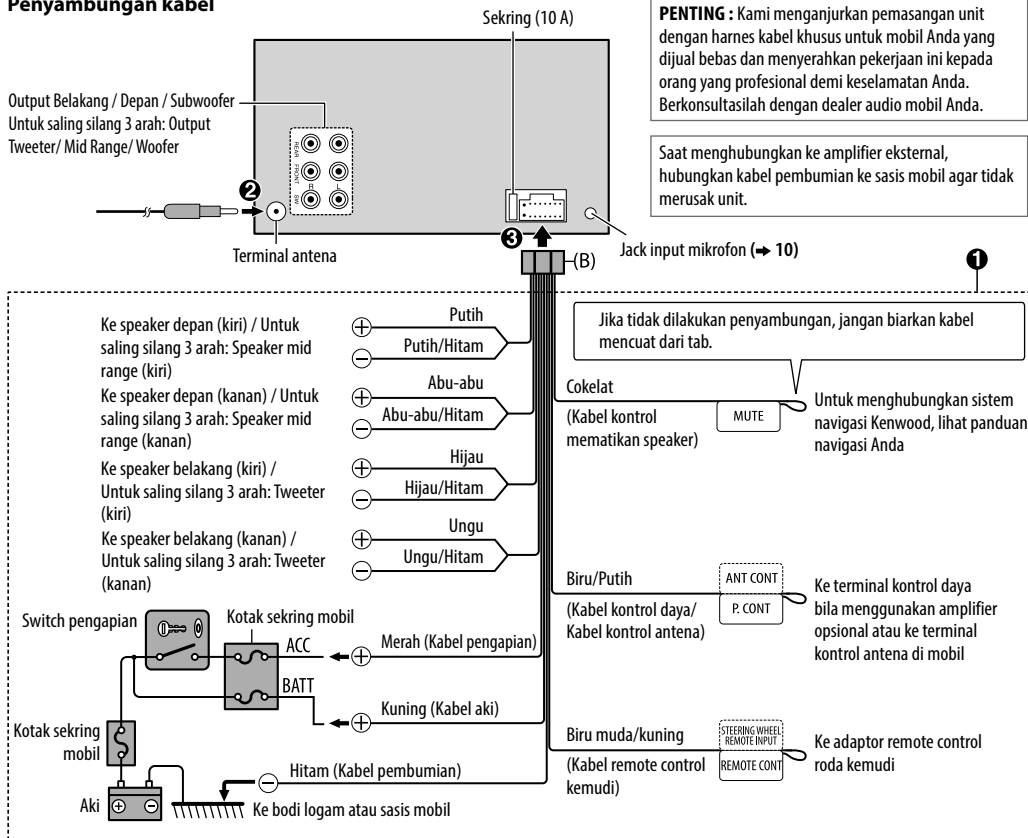 Penyambungan kabel
Sekring (10 A)
PENTING : Kami menganjurkan pemasangan unit
dengan harnes kabel khusus untuk mobil Anda yang
dijual bebas dan menyerahkan pekerjaan ini kepada
orang yang profesional demi keselamatan Anda.
Berkonsultasilah dengan dealer audio mobil Anda.
Saat menghubungkan ke amplifier eksternal,
hubungkan kabel pembumian ke sasis mobil agar tidak
merusak unit.
Output Belakang / Depan / Subwoofer
Untuk saling silang 3 arah: Output
Tweeter/ Mid Range/ Woofer
REAR
FRONT
SW
R
L
❷
Terminal antena
❸
(B)
Jack input mikrofon (➜ 10)
❶
Jika tidak dilakukan penyambungan, jangan biarkan kabel
mencuat dari tab.
Ke speaker depan (kiri) / Untuk
saling silang 3 arah: Speaker mid
range (kiri)
Putih
Putih/Hitam
Ke speaker depan (kanan) / Untuk
saling silang 3 arah: Speaker mid
range (kanan)
Abu-abu
Abu-abu/Hitam
Ke speaker belakang (kiri) /
Untuk saling silang 3 arah: Tweeter
(kiri)
Hijau
Hijau/Hitam
Ke speaker belakang (kanan) /
Untuk saling silang 3 arah: Tweeter
(kanan)
Ungu
Ungu/Hitam
Cokelat
(Kabel kontrol
mematikan speaker)
MUTE
Untuk menghubungkan sistem
navigasi Kenwood, lihat panduan
navigasi Anda
Biru/Putih
(Kabel kontrol daya/
Kabel kontrol antena)
ANT CONT
P. CONT
Ke terminal kontrol daya
bila menggunakan amplifier
opsional atau ke terminal
kontrol antena di mobil
Switch pengapian
Kotak sekring mobil
ACC
Merah (Kabel pengapian)
BATT
Kuning (Kabel aki)
Kotak sekring
mobil
Hitam (Kabel pembumian)
Aki
Ke bodi logam atau sasis mobil
Biru muda/kuning
(Kabel remote control
kemudi)
STEERING WHEEL
REMOTE INPUT
REMOTE CONT
Ke adaptor remote control
roda kemudi